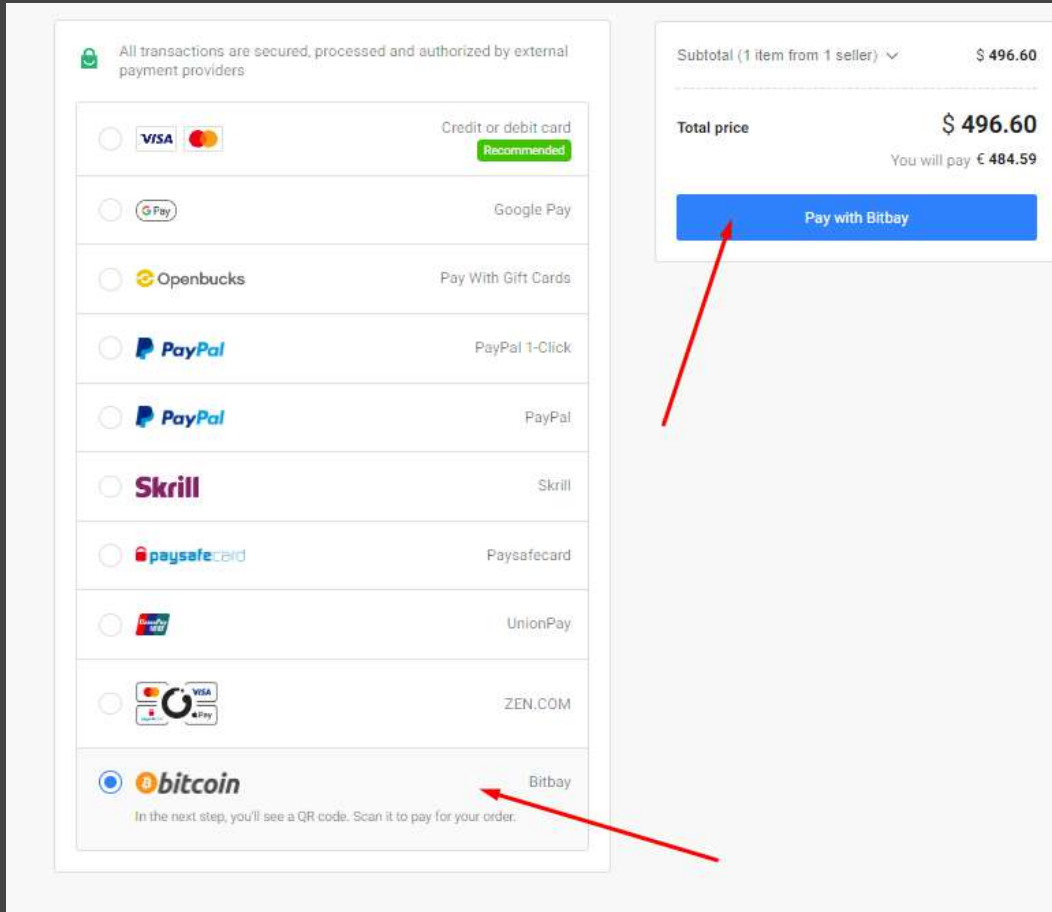 All transactions are secured, processed and authorized by external
payment providers
VISA
Credit or debit card
Recommended
G Pay
Google Pay
Openbucks
Pay With Gift Cards
PayPal
PayPal 1-Click
PayPal
PayPal
Skrill
Skrill
paysafecard
Paysafecard
UnionPay
VISA
Pay
ZEN.COM
bitcoin
Bitbay
In the next step, you'll see a QR code. Scan it to pay for your order.
Subtotal (1 item from 1 seller)
$ 496.60
Total price
$ 496.60
You will pay € 484.59
Pay with Bitbay